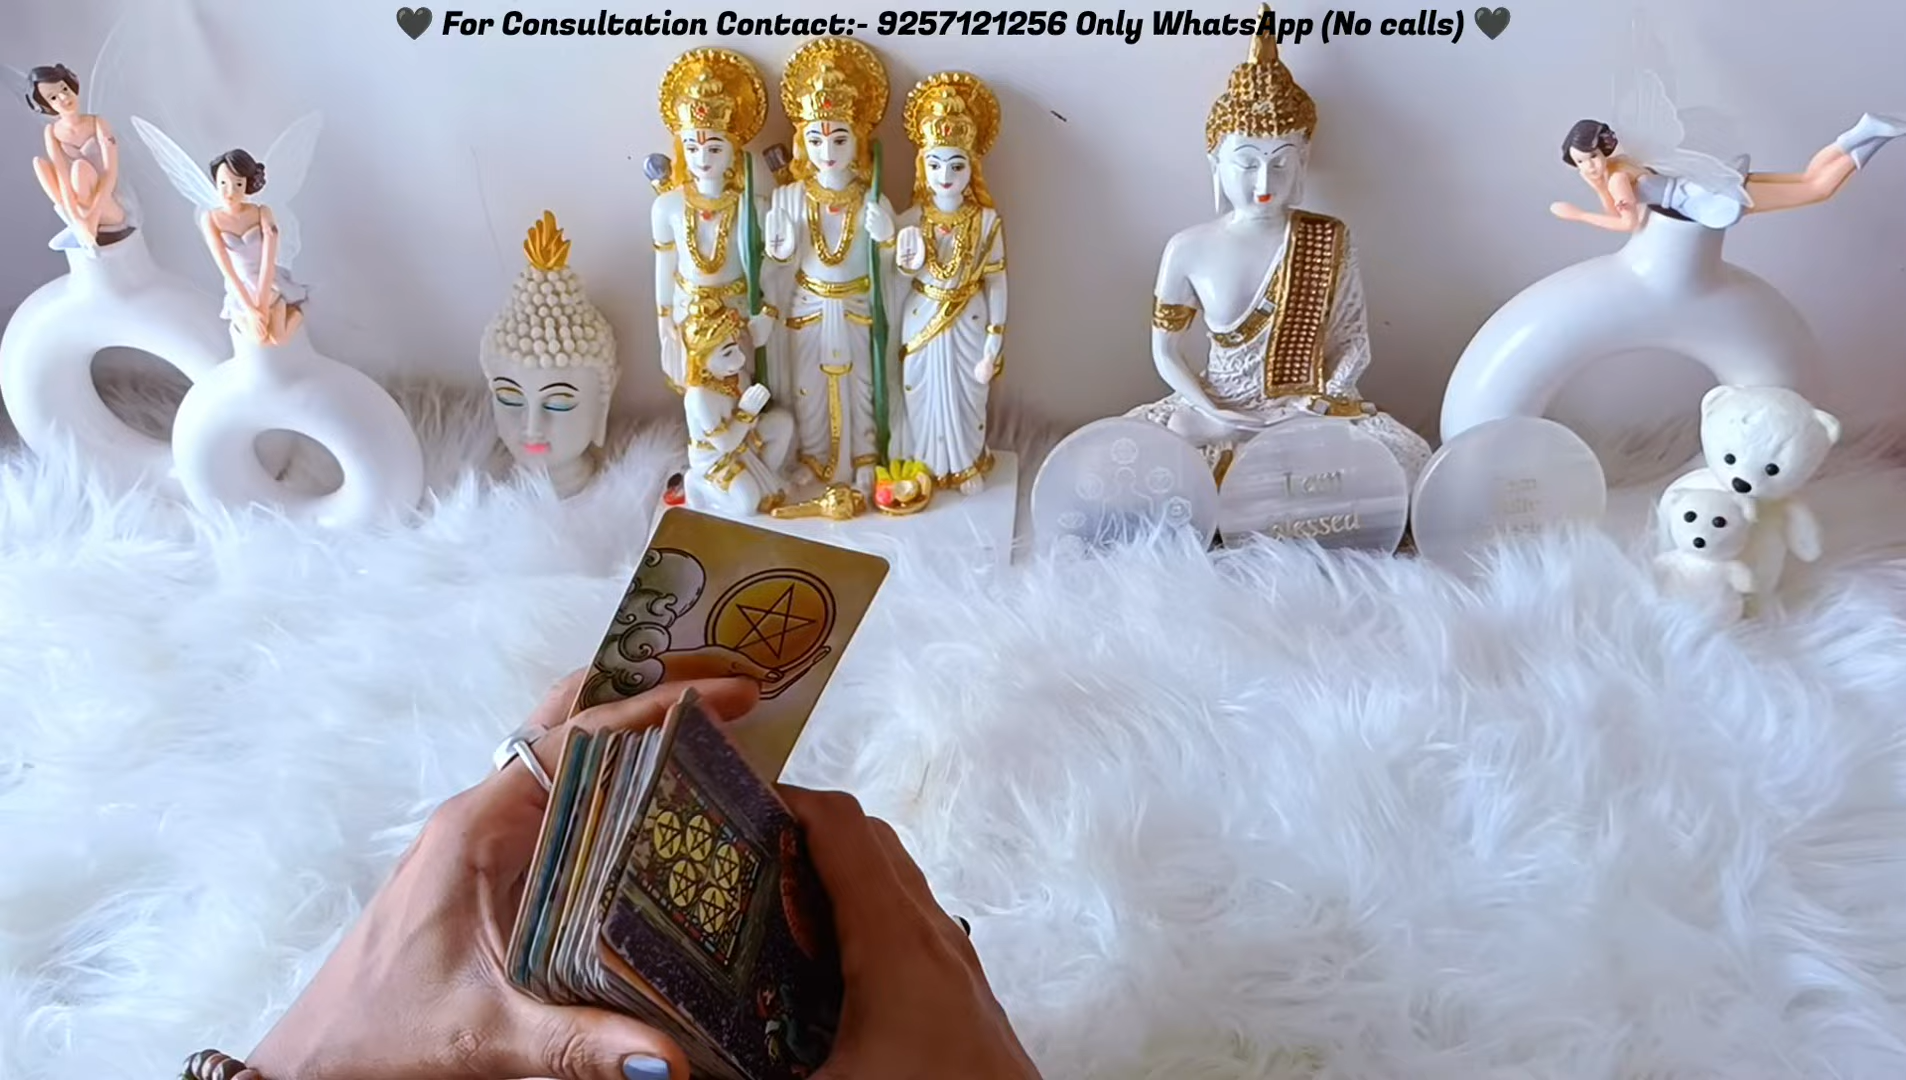 🖤 For Consultation Contact:- 9257121256 Only WhatsApp (No calls) 🖤
I am
blessed